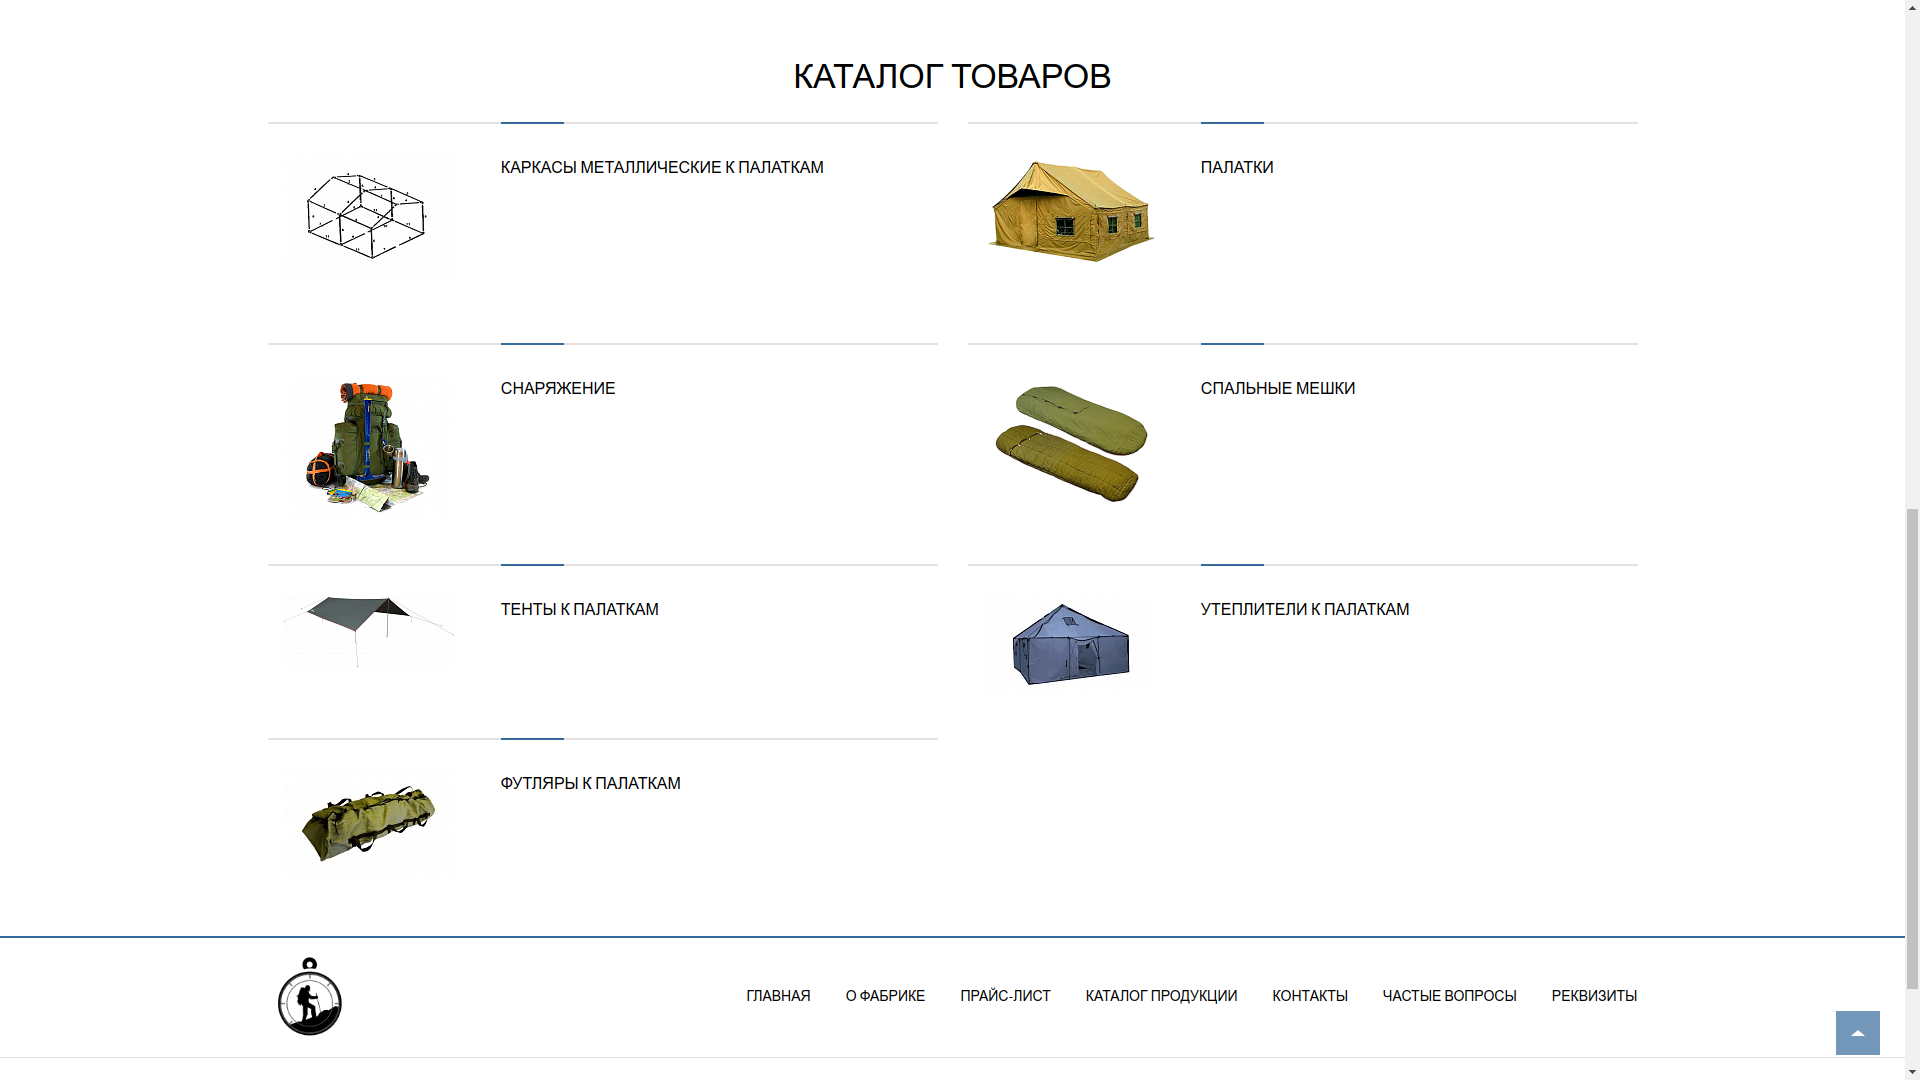 КАТАЛОГ ТОВАРОВ
КАРКАСЫ МЕТАЛЛИЧЕСКИЕ К ПАЛАТКАМ
ПАЛАТКИ
СНАРЯЖЕНИЕ
СПАЛЬНЫЕ МЕШКИ
ТЕНТЫ К ПАЛАТКАМ
УТЕПЛИТЕЛИ К ПАЛАТКАМ
ФУТЛЯРЫ К ПАЛАТКАМ
ГЛАВНАЯ О ФАБРИКЕ ПРАЙС-ЛИСТ КАТАЛОГ ПРОДУКЦИИ КОНТАКТЫ ЧАСТЫЕ ВОПРОСЫ РЕКВИЗИТЫ